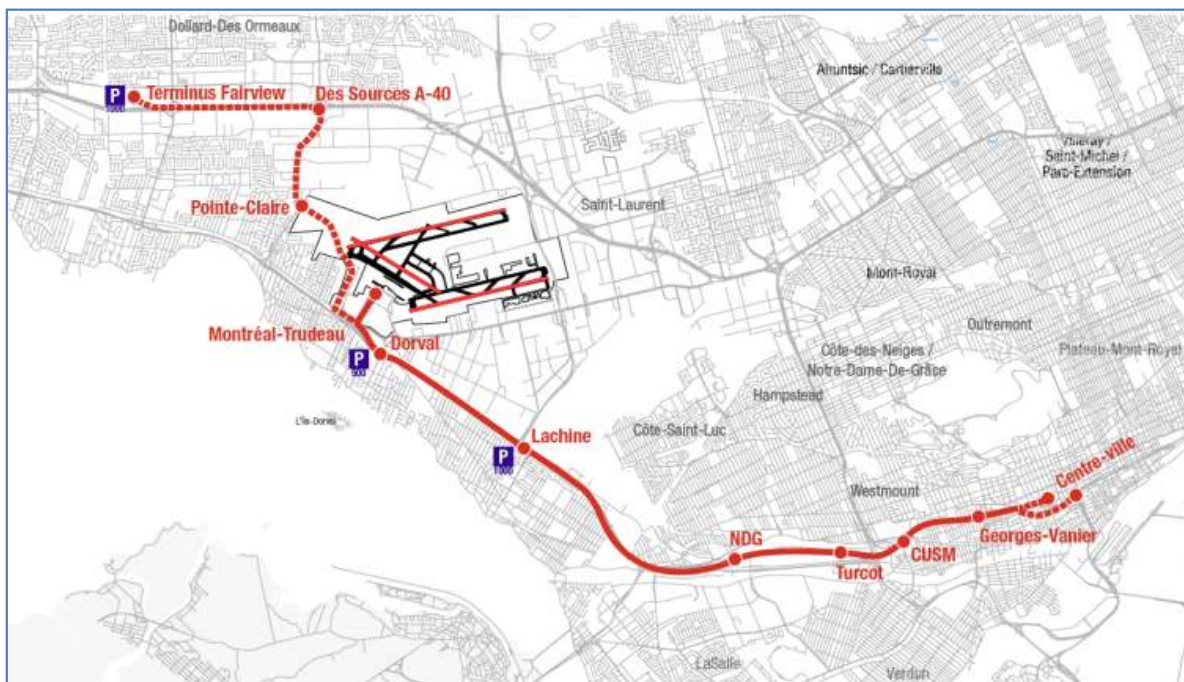 Dollard-Des Ormeaux
Ahuntsic / Cartierville
P
Terminus Fairview
Des Sources A-40
Villeray /
Saint-Michel /
Parc-Extension
Pointe-Claire
Saint-Laurent
Mont-Royal
Montréal-Trudeau
Dorval
P
500
Outremont
Côte-des-Neiges /
Notre-Dame-De-Grâce
Plateau-Mont-Royal
Hampstead
L'Île-Dorval
Côte-Saint-Luc
Lachine
P
1000
Westmount
Centre-ville
NDG
Turcot
CUSM
Georges-Vanier
LaSalle
Verdun